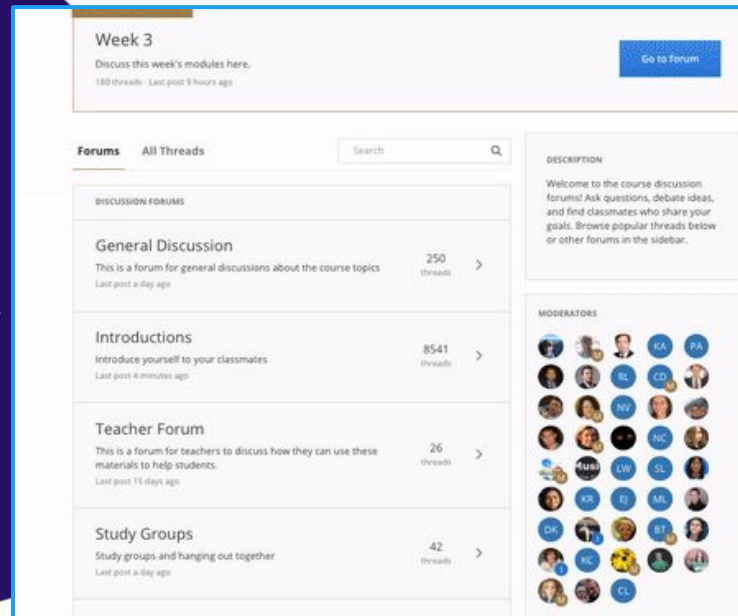 Week 3
Discuss this week's modules here.
180 threads · Last post 9 hours ago
Go to forum
Forums
All Threads
Search
DISCUSSION FORUMS
General Discussion
This is a forum for general discussions about the course topics
Last post a day ago
250
threads
Introductions
Introduce yourself to your classmates
Last post 4 minutes ago
8541
threads
Teacher Forum
This is a forum for teachers to discuss how they can use these
materials to help students.
Last post 15 days ago
26
threads
Study Groups
Study groups and hanging out together
Last post a day ago
42
threads
DESCRIPTION
Welcome to the course discussion
forums! Ask questions, debate ideas,
and find classmates who share your
goals. Browse popular threads below
or other forums in the sidebar.
MODERATORS
KA PA
M
RL CD M
M NV
M NC
M Musi LW SL
KR EJ ML
DK I BT M
I KC M
M CL